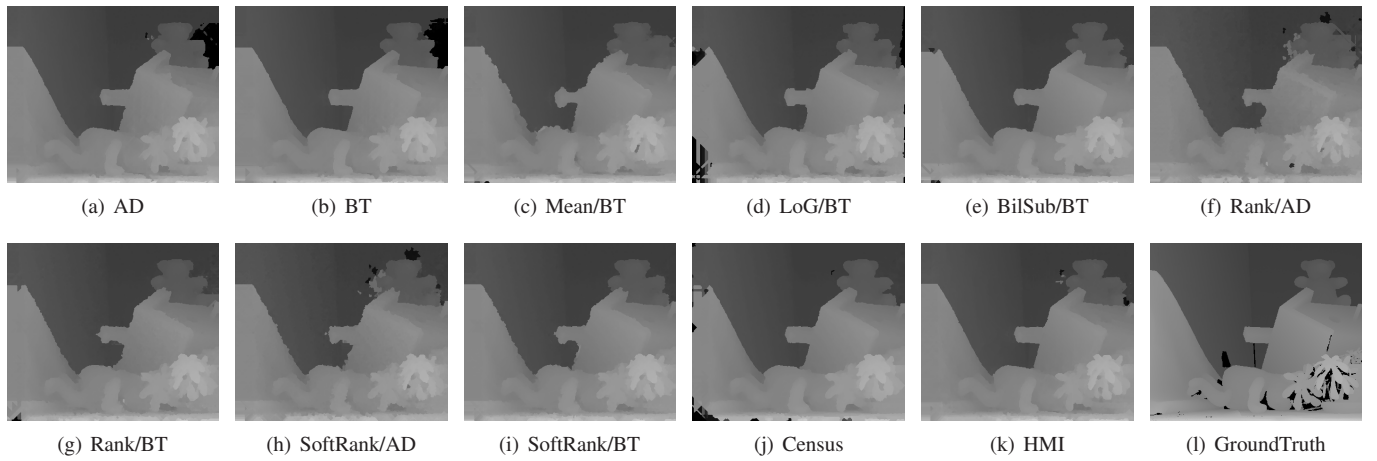 (a) AD (b) BT (c) Mean/BT (d) LoG/BT (e) BilSub/BT (f) Rank/AD
(g) Rank/BT (h) SoftRank/AD (i) SoftRank/BT (j) Census (k) HMI (l) GroundTruth